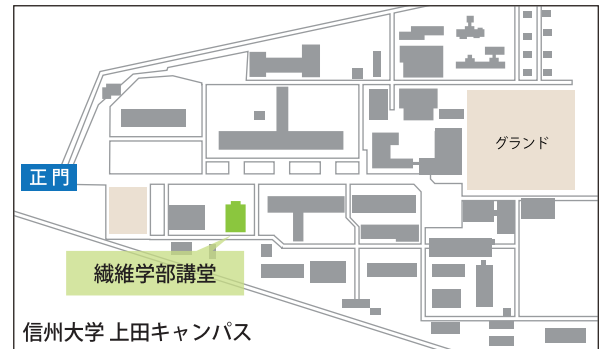 グランド
正門
繊維学部講堂
信州大学 上田キャンパス